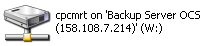 cpcmrt on 'Backup Server OCS
(158.108.7.214)' (W:)